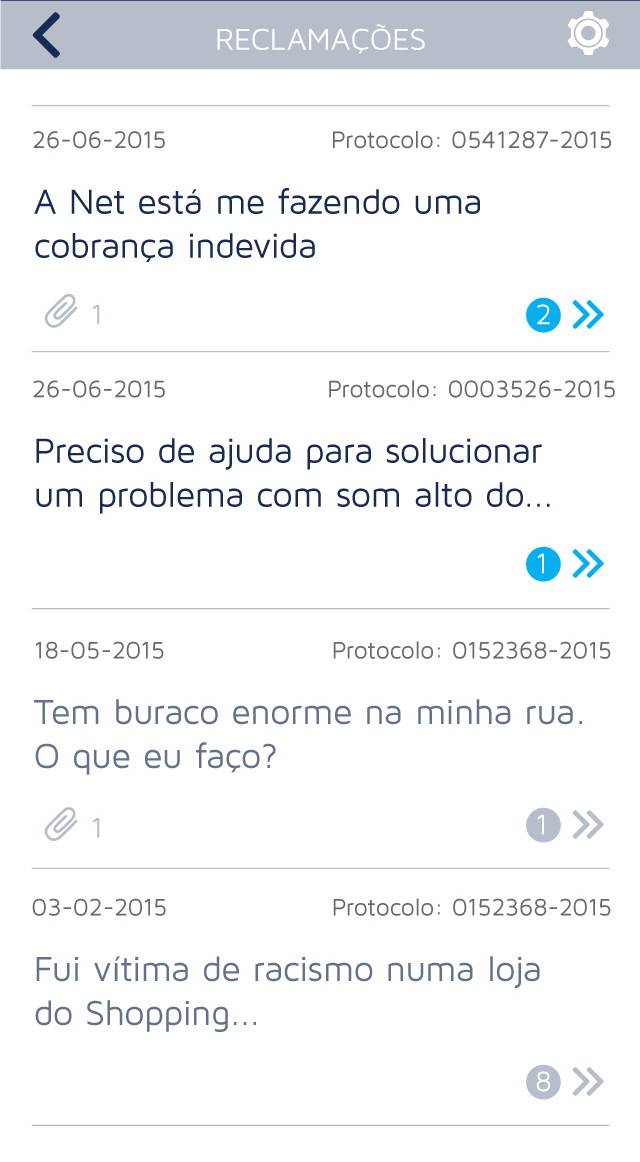 RECLAMAÇÕES
26-06-2015 Protocolo: 0541287-2015
A Net está me fazendo uma
cobrança indevida
1 2
26-06-2015 Protocolo: 0003526-2015
Preciso de ajuda para solucionar
um problema com som alto do...
1
18-05-2015 Protocolo: 0152368-2015
Tem buraco enorme na minha rua.
O que eu faço?
1 1
03-02-2015 Protocolo: 0152368-2015
Fui vítima de racismo numa loja
do Shopping...
8